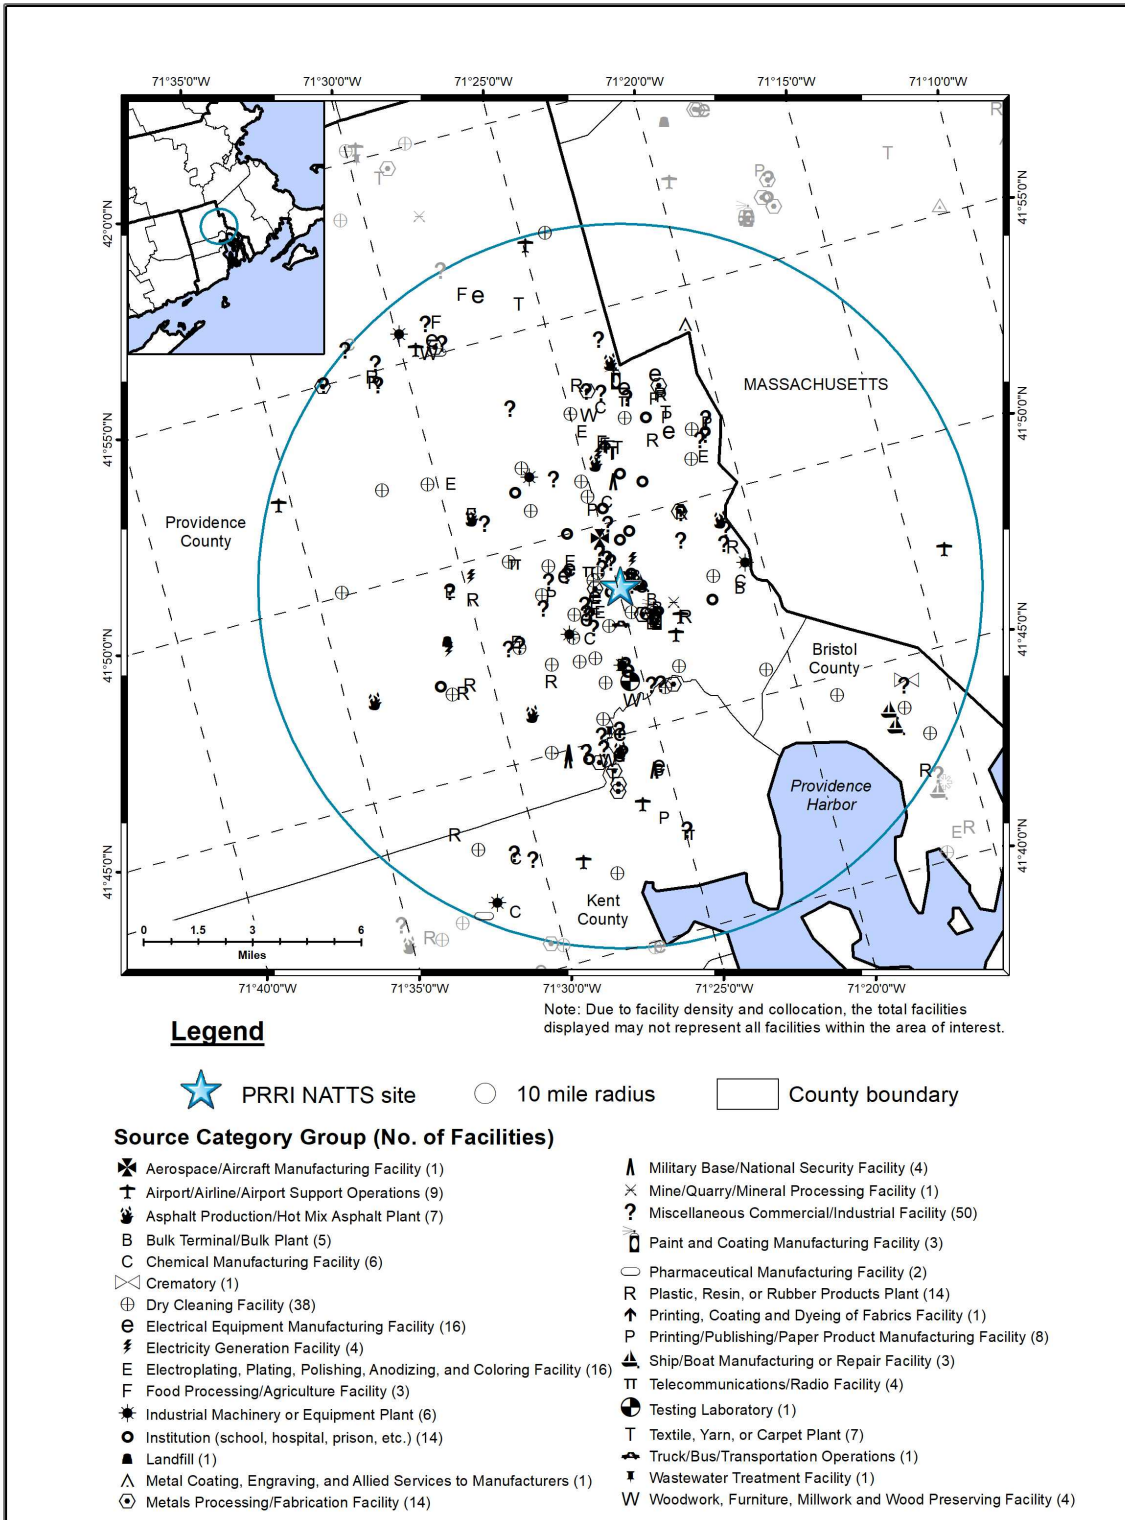 71°35'0"W 71°30'0"W 71°25'0"W 71°20'0"W 71°15'0"W 71°10'0"W
42°0'0"N
41°55'0"N
41°50'0"N
41°45'0"N
41°55'0"N
41°50'0"N
41°45'0"N
41°40'0"N
MASSACHUSETTS
Providence
County
Bristol
County
Providence
Harbor
Kent
County
0 1.5 3 6
Miles
71°40'0"W 71°35'0"W 71°30'0"W 71°25'0"W 71°20'0"W
Note: Due to facility density and collocation, the total facilities
displayed may not represent all facilities within the area of interest.
Legend
PRRI NATTS site
10 mile radius
County boundary
Source Category Group (No. of Facilities)
Aerospace/Aircraft Manufacturing Facility (1)
Airport/Airline/Airport Support Operations (9)
Asphalt Production/Hot Mix Asphalt Plant (7)
B Bulk Terminal/Bulk Plant (5)
C Chemical Manufacturing Facility (6)
Crematory (1)
Dry Cleaning Facility (38)
e Electrical Equipment Manufacturing Facility (16)
Electricity Generation Facility (4)
E Electroplating, Plating, Polishing, Anodizing, and Coloring Facility (16)
F Food Processing/Agriculture Facility (3)
Industrial Machinery or Equipment Plant (6)
Institution (school, hospital, prison, etc.) (14)
Landfill (1)
Metal Coating, Engraving, and Allied Services to Manufacturers (1)
Metals Processing/Fabrication Facility (14)
Military Base/National Security Facility (4)
Mine/Quarry/Mineral Processing Facility (1)
? Miscellaneous Commercial/Industrial Facility (50)
Paint and Coating Manufacturing Facility (3)
Pharmaceutical Manufacturing Facility (2)
R Plastic, Resin, or Rubber Products Plant (14)
Printing, Coating and Dyeing of Fabrics Facility (1)
P Printing/Publishing/Paper Product Manufacturing Facility (8)
Ship/Boat Manufacturing or Repair Facility (3)
Telecommunications/Radio Facility (4)
Testing Laboratory (1)
T Textile, Yarn, or Carpet Plant (7)
Truck/Bus/Transportation Operations (1)
Wastewater Treatment Facility (1)
W Woodwork, Furniture, Millwork and Wood Preserving Facility (4)